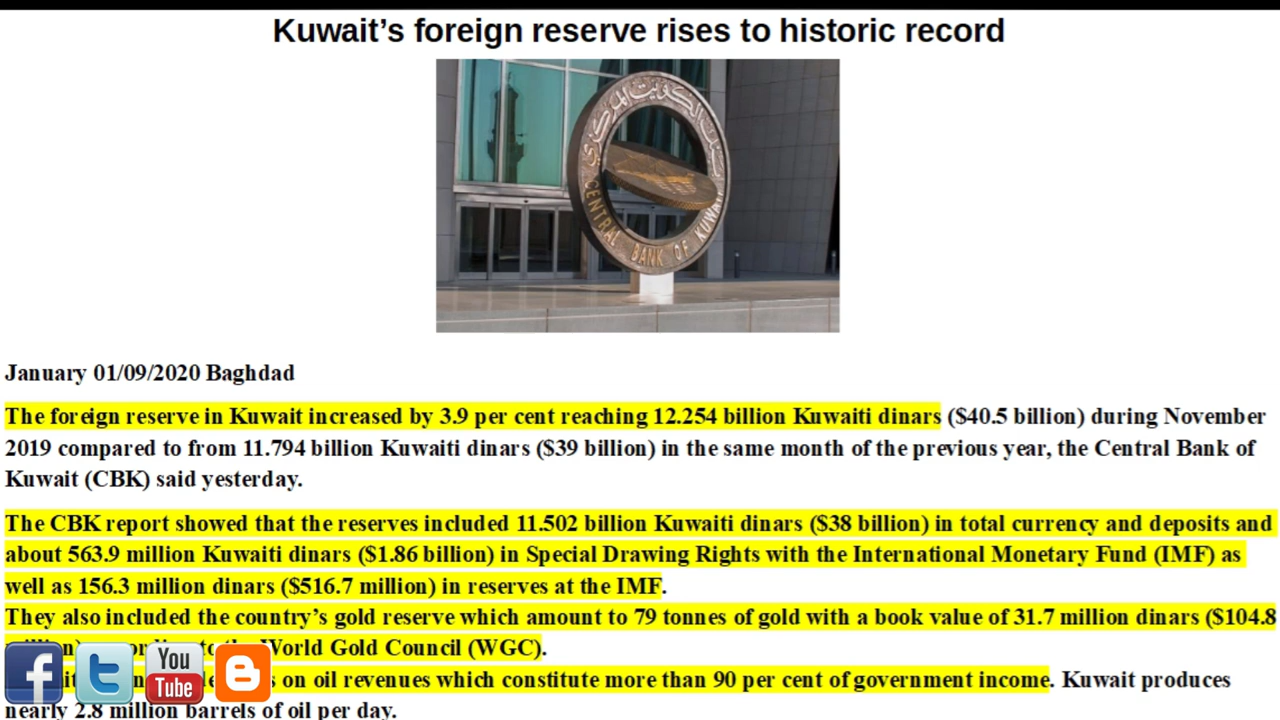 Kuwait’s foreign reserve rises to historic record
بنك الكويت المركزي
CENTRAL BANK OF KUWAIT
January 01/09/2020 Baghdad
The foreign reserve in Kuwait increased by 3.9 per cent reaching 12.254 billion Kuwaiti dinars ($40.5 billion) during November
2019 compared to from 11.794 billion Kuwaiti dinars ($39 billion) in the same month of the previous year, the Central Bank of
Kuwait (CBK) said yesterday.
The CBK report showed that the reserves included 11.502 billion Kuwaiti dinars ($38 billion) in total currency and deposits and
about 563.9 million Kuwaiti dinars ($1.86 billion) in Special Drawing Rights with the International Monetary Fund (IMF) as
well as 156.3 million dinars ($516.7 million) in reserves at the IMF.
They also included the country’s gold reserve which amount to 79 tonnes of gold with a book value of 31.7 million dinars ($104.8
World Gold Council (WGC).
on oil revenues which constitute more than 90 per cent of government income. Kuwait produces
nearly 2.8 million barrels of oil per day.
f
t
You
Tube